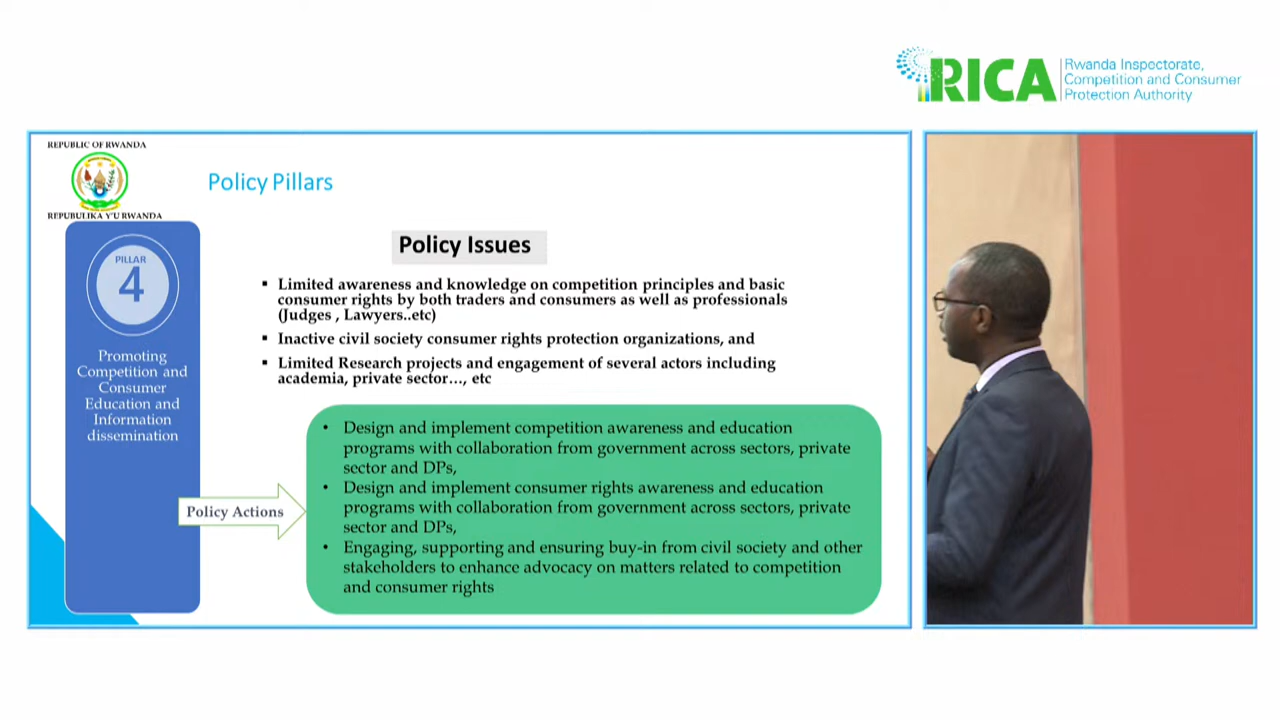 RICA
Rwanda Inspectorate,
Competition and Consumer
Protection Authority
REPUBLIC OF RWANDA
REPUBULIKA Y'U RWANDA
Policy Pillars
PILLAR
4
Promoting
Competition and
Consumer
Education and
Information
dissemination
Policy Issues
▪ Limited awareness and knowledge on competition principles and basic
consumer rights by both traders and consumers as well as professionals
(Judges , Lawyers..etc)
▪ Inactive civil society consumer rights protection organizations, and
▪ Limited Research projects and engagement of several actors including
academia, private sector…, etc
Policy Actions
• Design and implement competition awareness and education
programs with collaboration from government across sectors, private
sector and DPs,
• Design and implement consumer rights awareness and education
programs with collaboration from government across sectors, private
sector and DPs,
• Engaging, supporting and ensuring buy-in from civil society and other
stakeholders to enhance advocacy on matters related to competition
and consumer rights